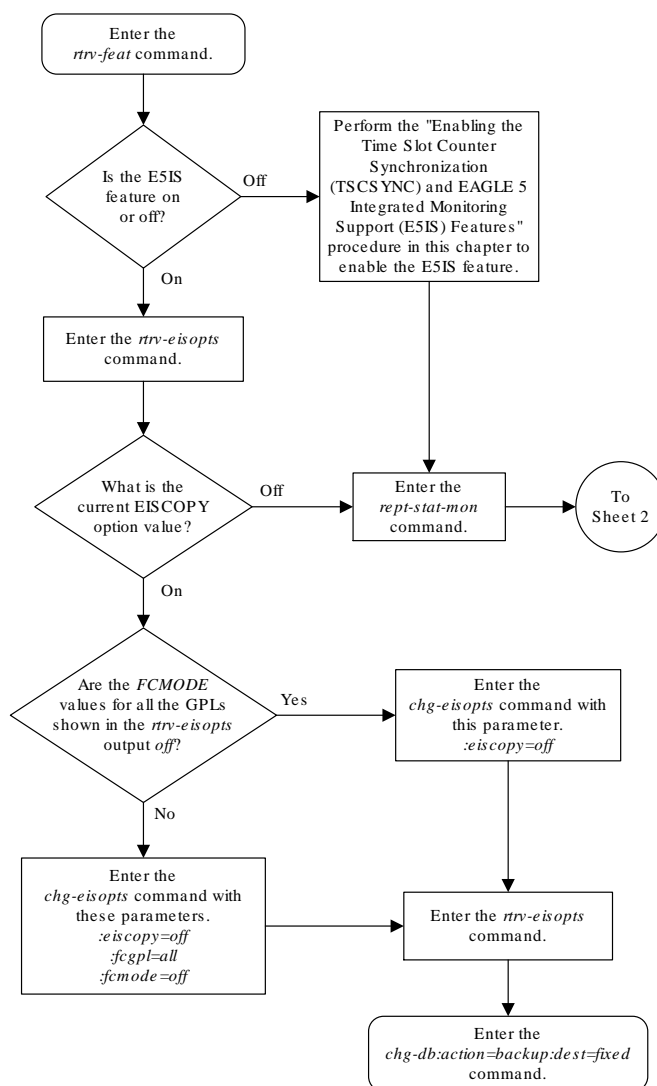 Enter the
rtrv-feat
command.
Is the E5IS
feature on
or off?
Off
Perform the "Enabling the
Time Slot Counter
Synchronization
(TSCSYNC) and EAGLE 5
Integrated Monitoring
Support (E5IS) Features"
procedure in this chapter to
enable the E5IS feature.
On
Enter the rtrv-eisopts
command.
What is the
current EISCOPY
option value?
Off
Enter the
rept-stat-mon
command.
To
Sheet 2
On
Are the FCMODE
values for all the GPLs
shown in the rtrv-eisopts
output off?
Yes
Enter the
chg-eisopts command with
this parameter.
:eiscopy=off
No
Enter the
chg-eisopts command with
these parameters.
:eiscopy=off
:fcgpl=all
:fcmode=off
Enter the rtrv-eisopts
command.
Enter the
chg-db:action=backup:dest=fixed
command.